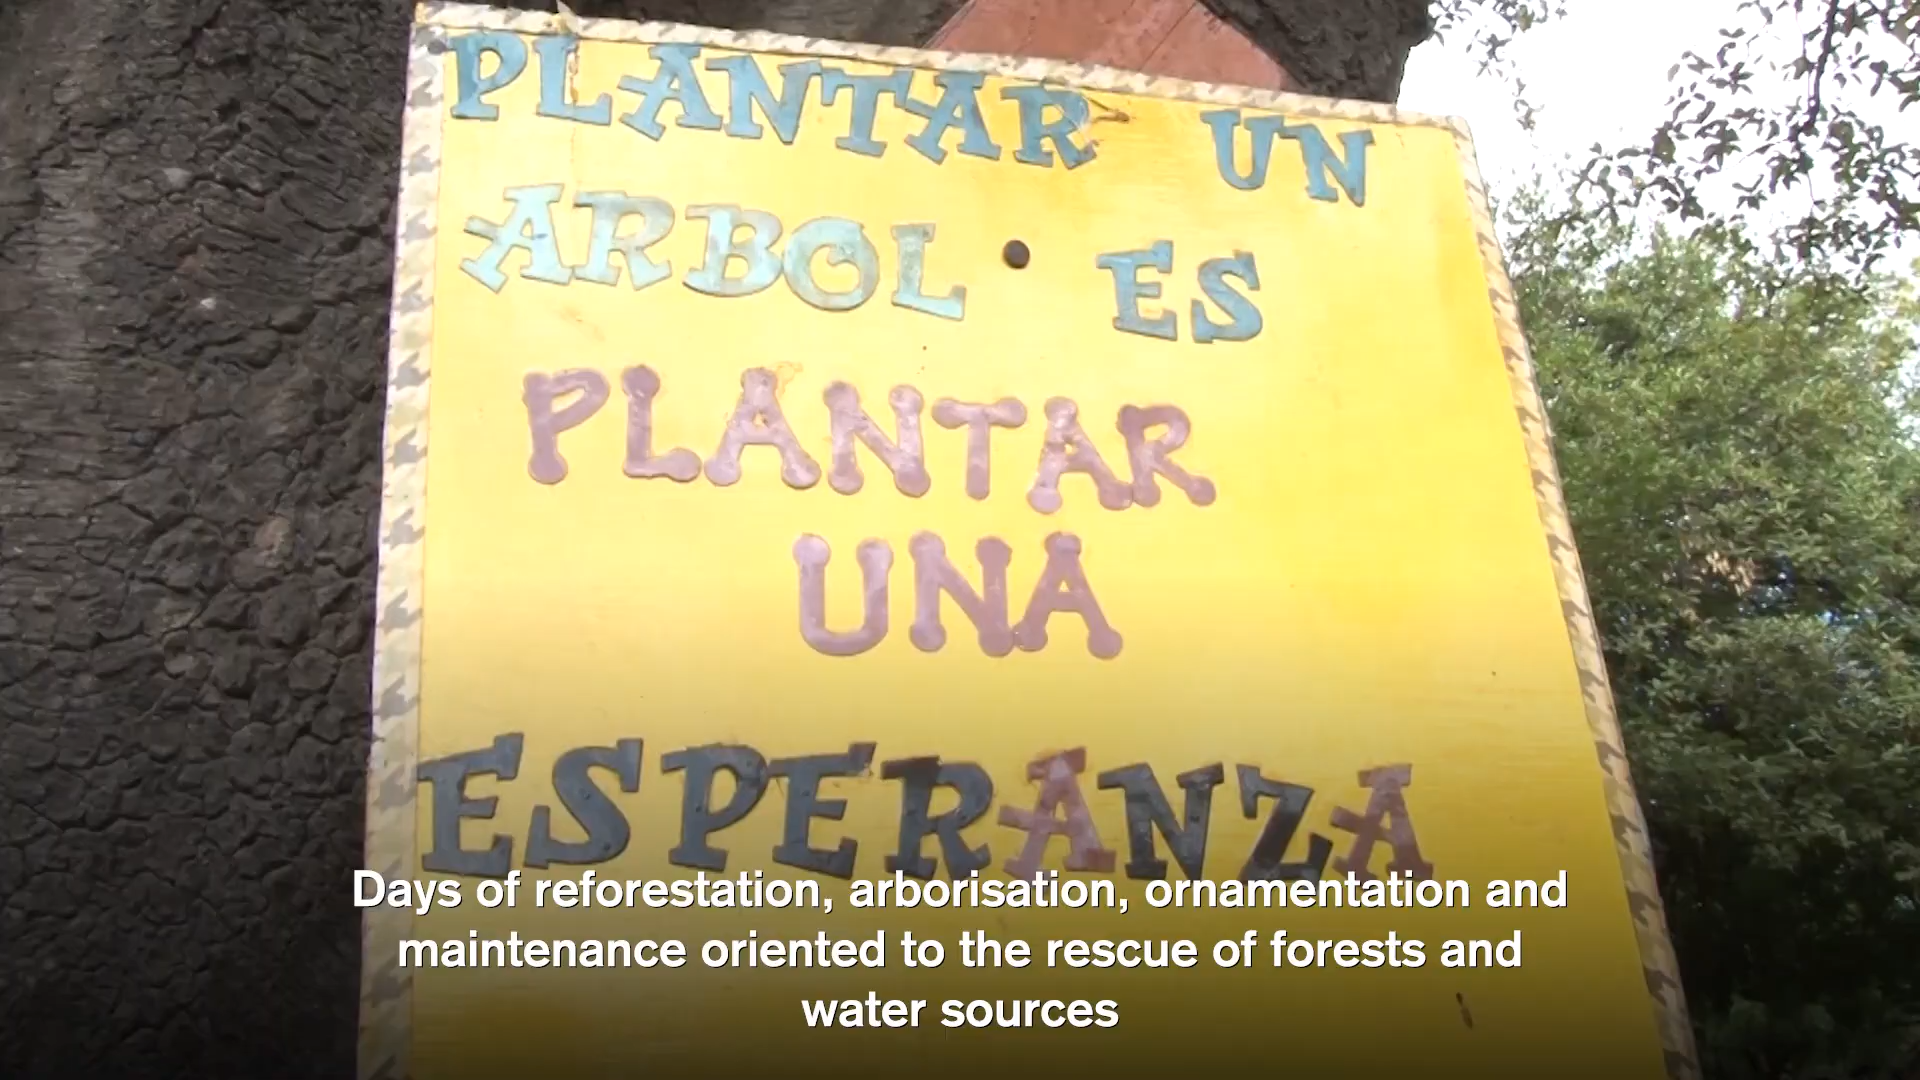 PLANTAR UN
ARBOL ES
PLANTAR
UNA
ESPERANZA
Days of reforestation, arborisation, ornamentation and
maintenance oriented to the rescue of forests and
water sources